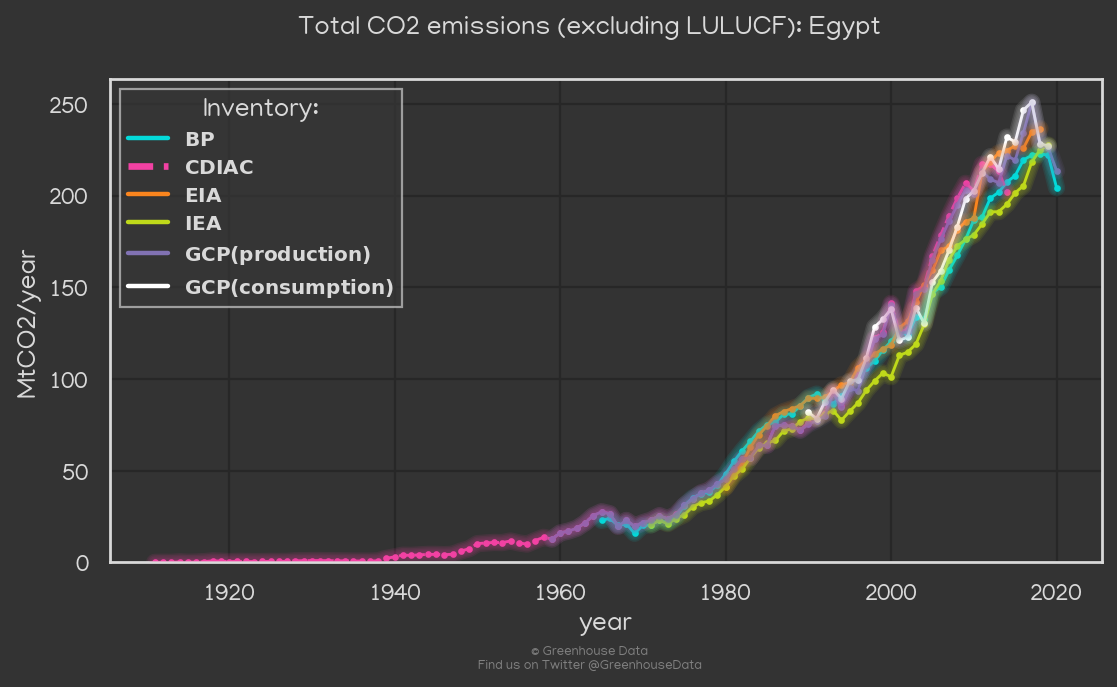 Total CO2 emissions (excluding LULUCF): Egypt
Inventory:
BP
CDIAC
EIA
IEA
GCP(production)
GCP(consumption)
MtCO2/year
250
200
150
100
50
0
1920 1940 1960 1980 2000 2020
year
© Greenhouse Data
Find us on Twitter @GreenhouseData